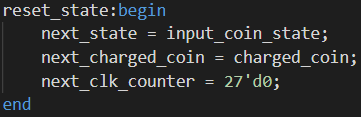 reset_state:begin
    next_state = input_coin_state;
    next_charged_coin = charged_coin;
    next_clk_counter = 27'd0;
end